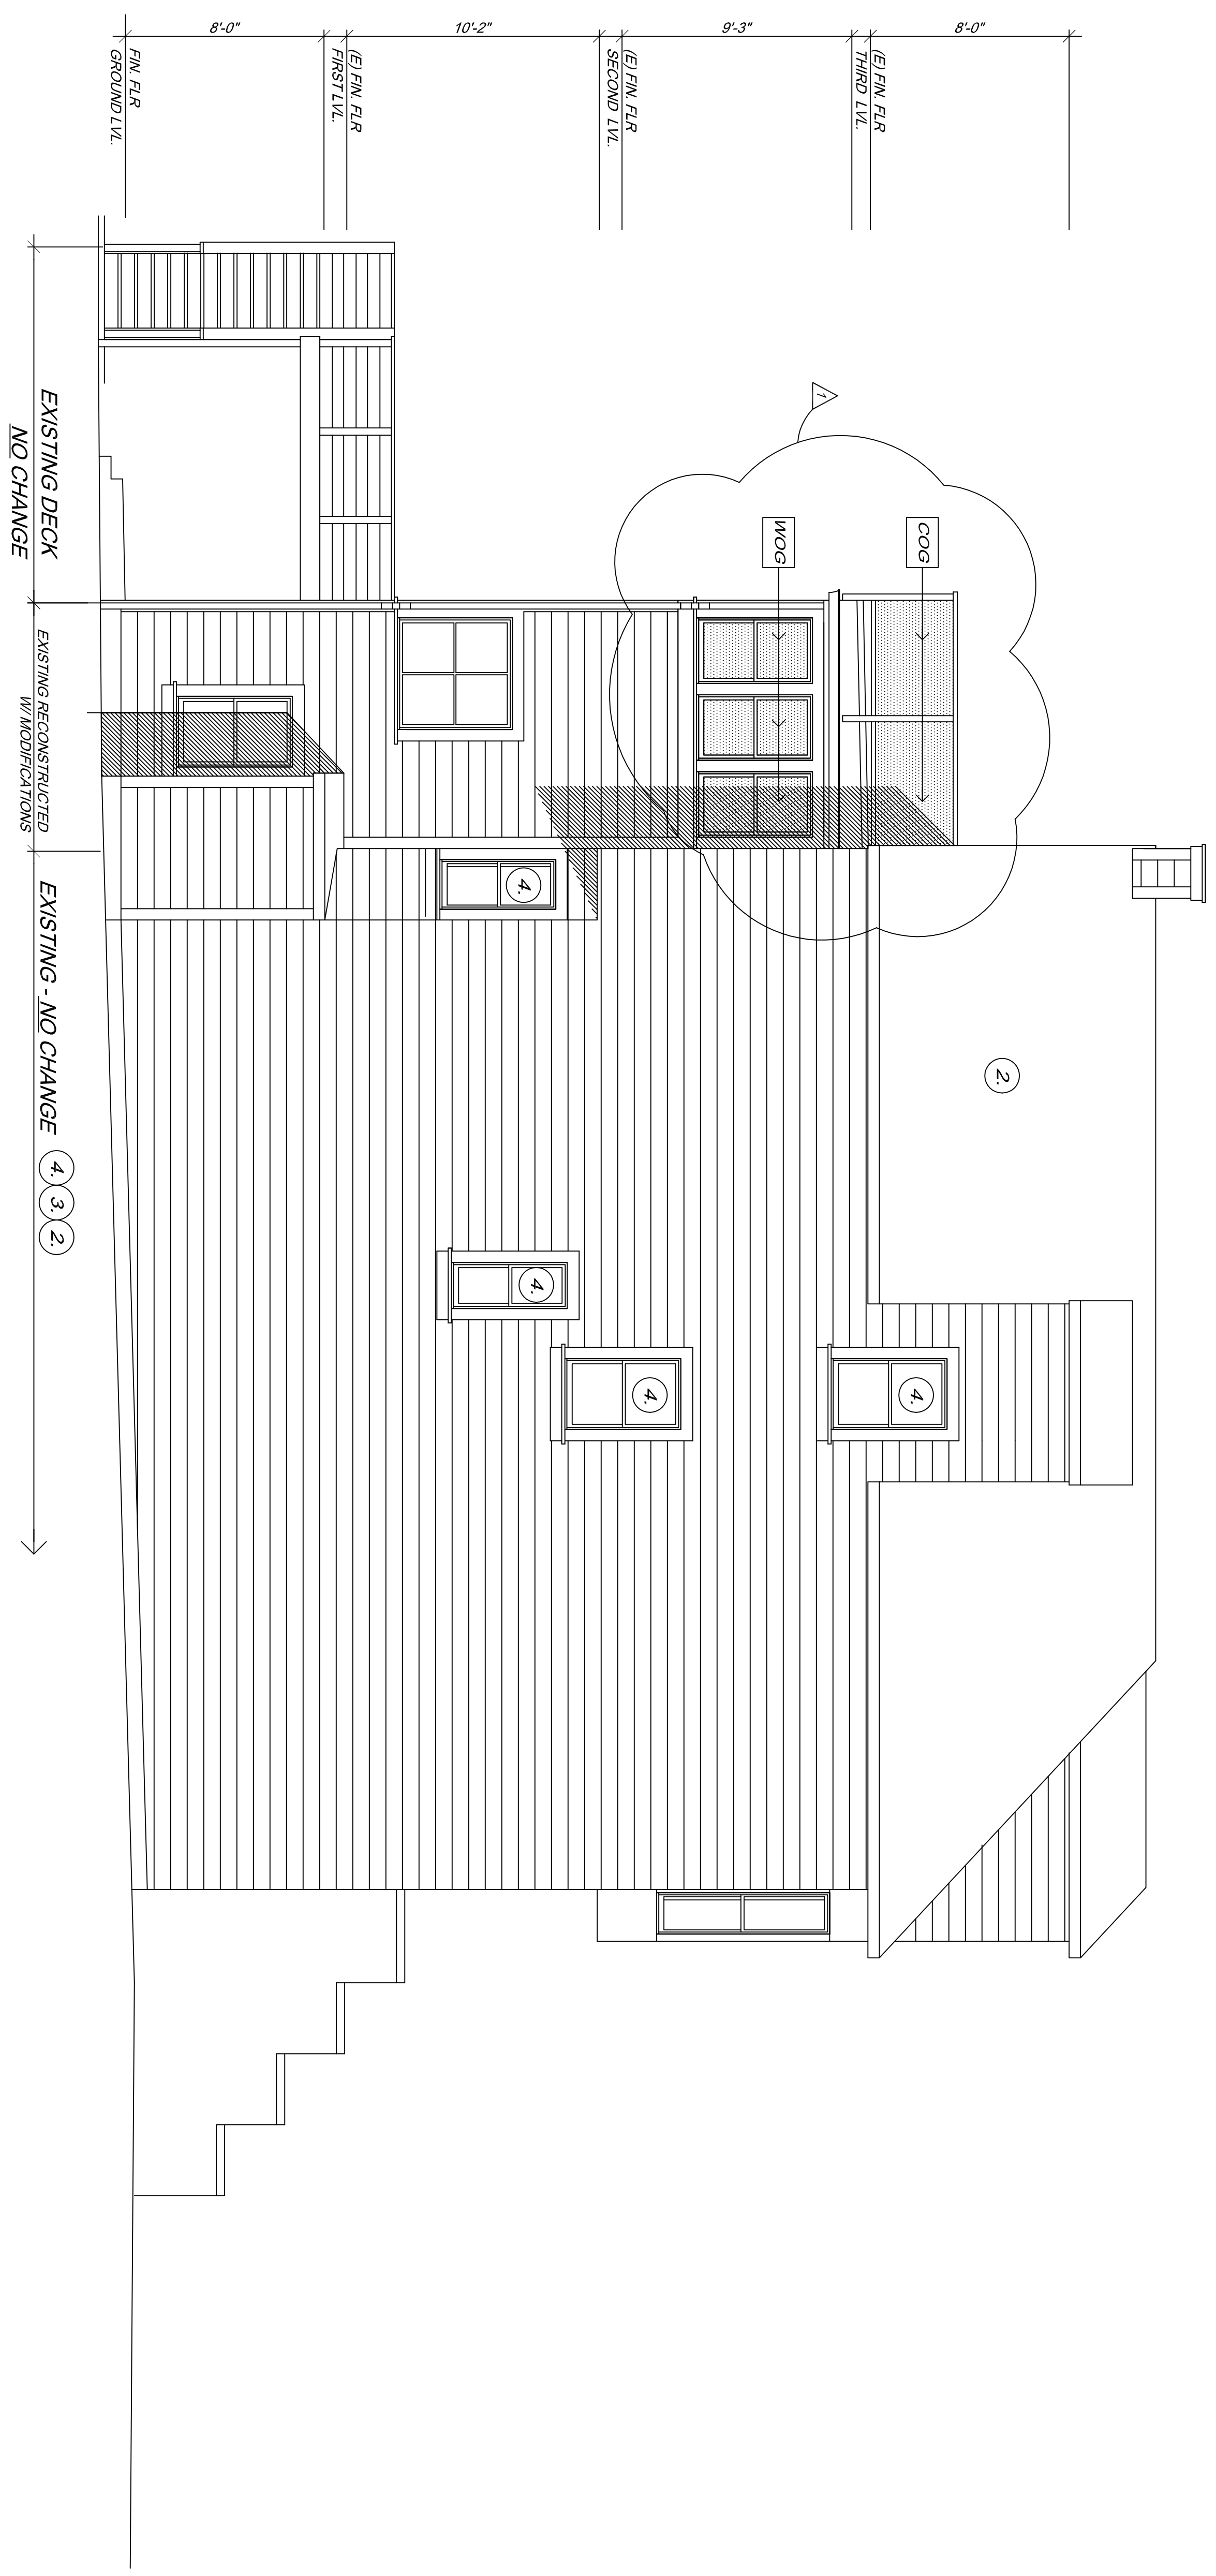 8'-0"
(E) FIN. FLR
THIRD LVL.
9'-3"
(E) FIN. FLR
SECOND LVL.
10'-2"
(E) FIN. FLR
FIRST LVL.
8'-0"
FIN. FLR
GROUND LVL.
1
COG
WOG
2.
4.
4.
4.
4.
EXISTING DECK
NO CHANGE
EXISTING RECONSTRUCTED
W/ MODIFICATIONS
EXISTING - NO CHANGE 4. 3. 2.